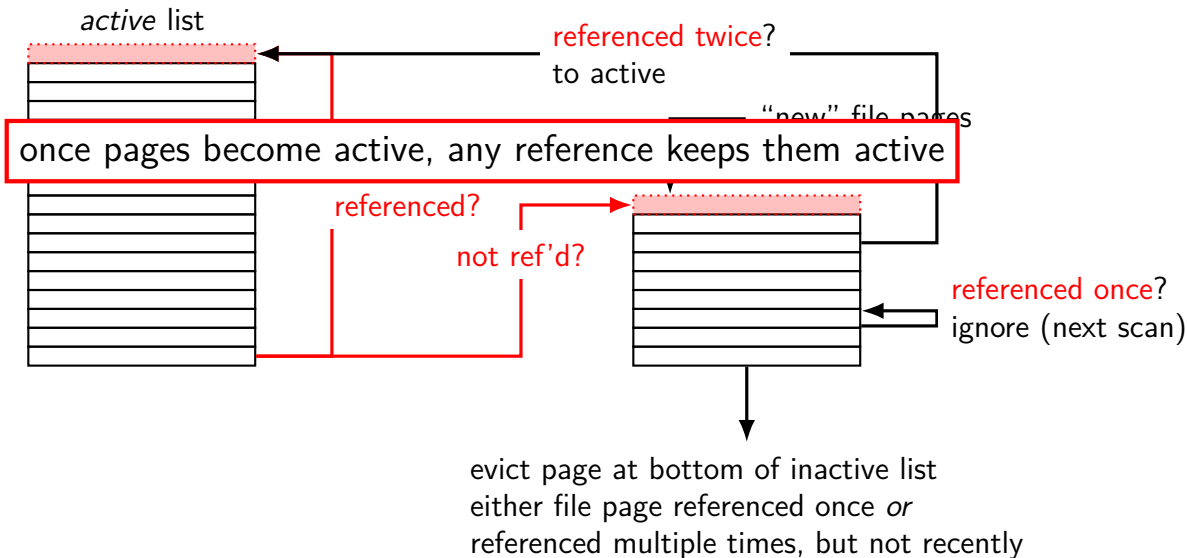 active list
referenced twice?
to active
“new” file pages
once pages become active, any reference keeps them active
referenced?
not ref'd?
referenced once?
ignore (next scan)
evict page at bottom of inactive list
either file page referenced once or
referenced multiple times, but not recently